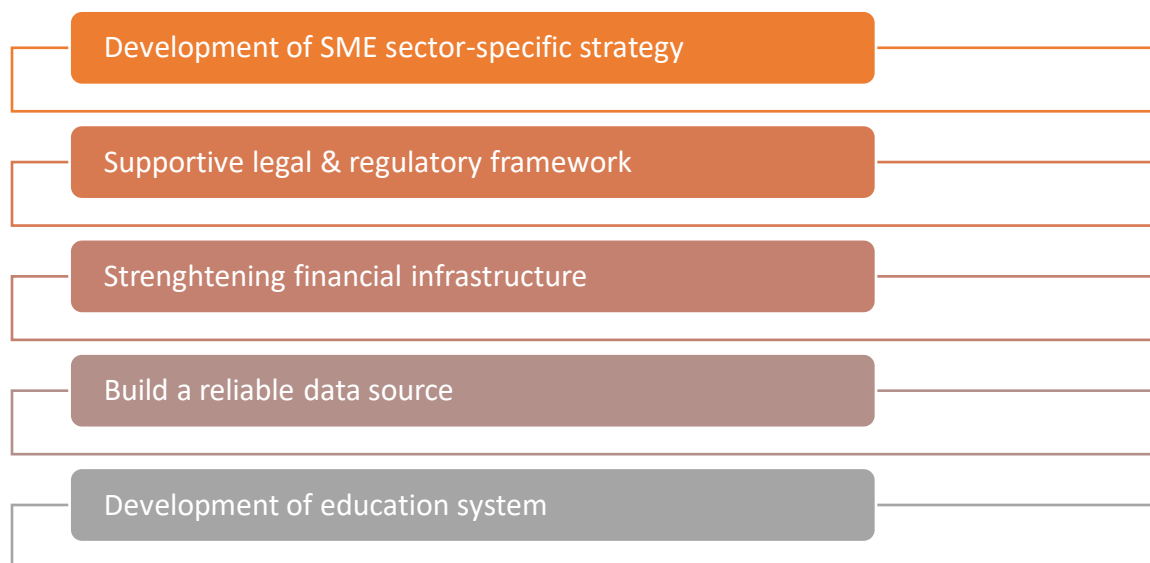 Development of SME sector-specific strategy
Supportive legal & regulatory framework
Strenghtening financial infrastructure
Build a reliable data source
Development of education system